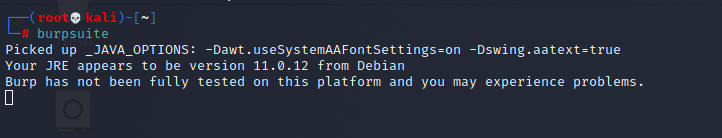 ┌──(root💀kali)-[~]
└─# burpsuite
Picked up _JAVA_OPTIONS: -Dawt.useSystemAAFontSettings=on -Dswing.aatext=true
Your JRE appears to be version 11.0.12 from Debian
Burp has not been fully tested on this platform and you may experience problems.